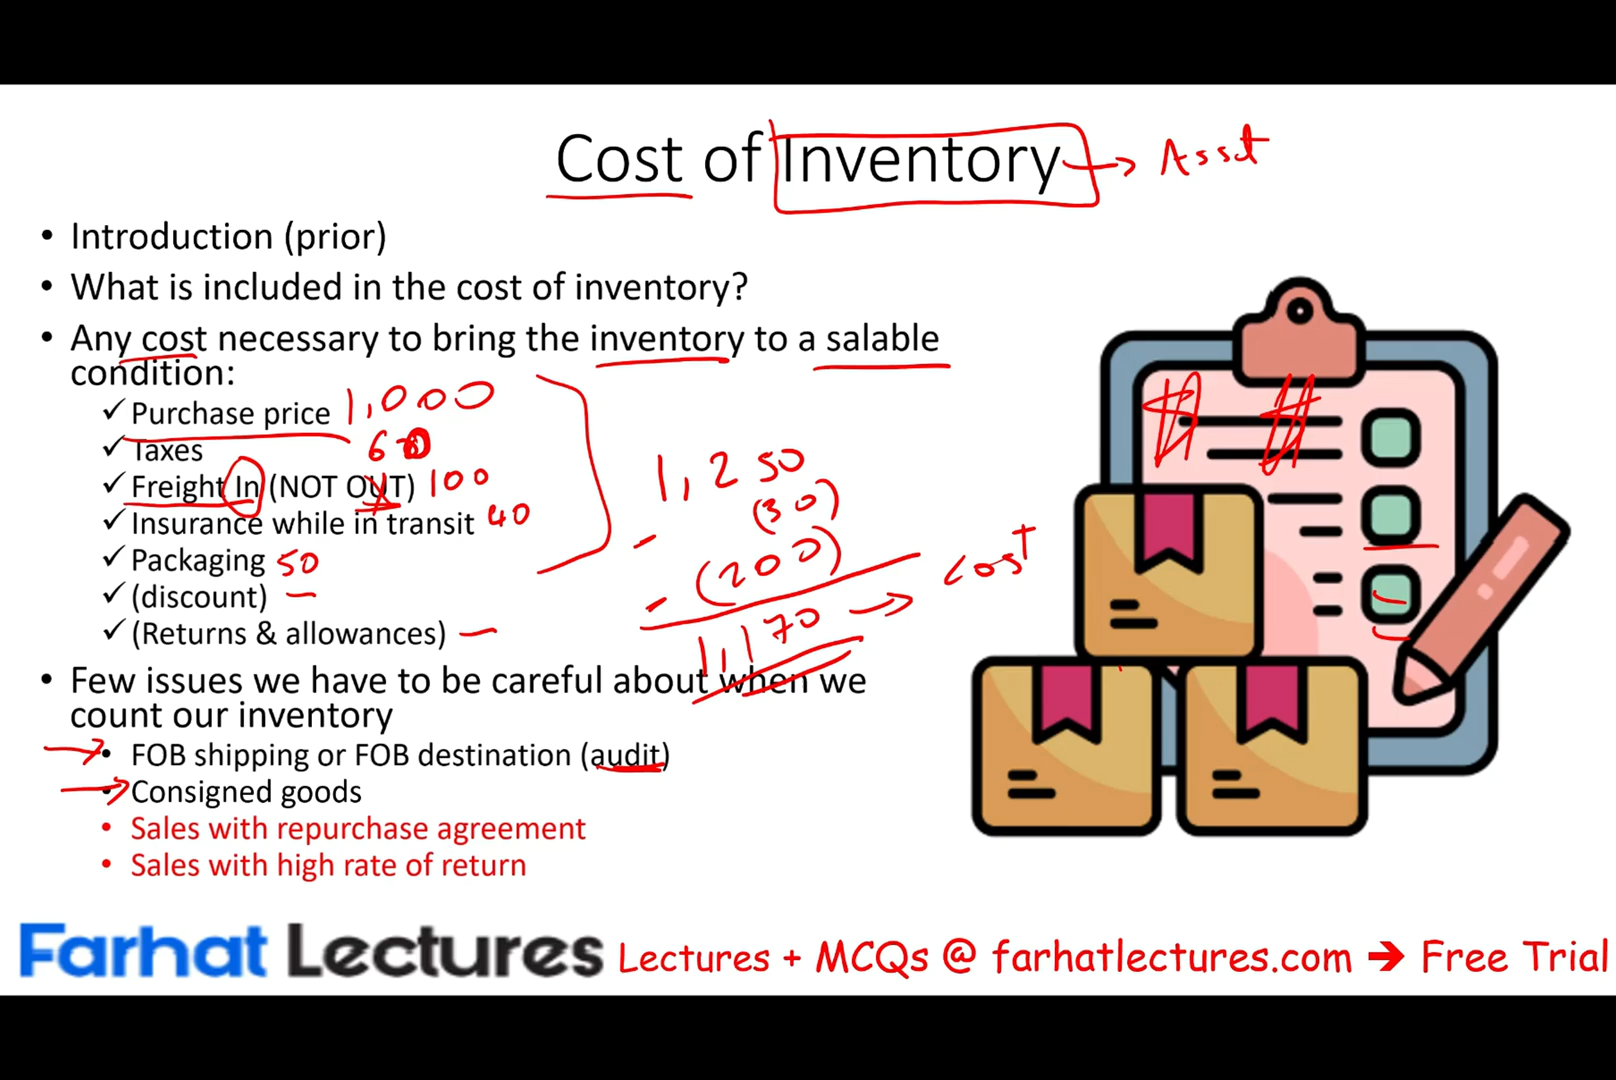 Cost of Inventory → Asset
• Introduction (prior)
• What is included in the cost of inventory?
• Any cost necessary to bring the inventory to a salable
condition:
✓ Purchase price 1,000
✓ Taxes
✓ Freight In (NOT OUT) 100
✓ Insurance while in transit 40
✓ Packaging 50
✓ (discount) –
✓ (Returns & allowances) –
1,250
(30)
- (200)
1,170 → cost
$ $
• Few issues we have to be careful about when we
count our inventory
• FOB shipping or FOB destination (audit)
• Consigned goods
• Sales with repurchase agreement
• Sales with high rate of return
Farhat Lectures Lectures + MCQs @ farhatlectures.com → Free Trial